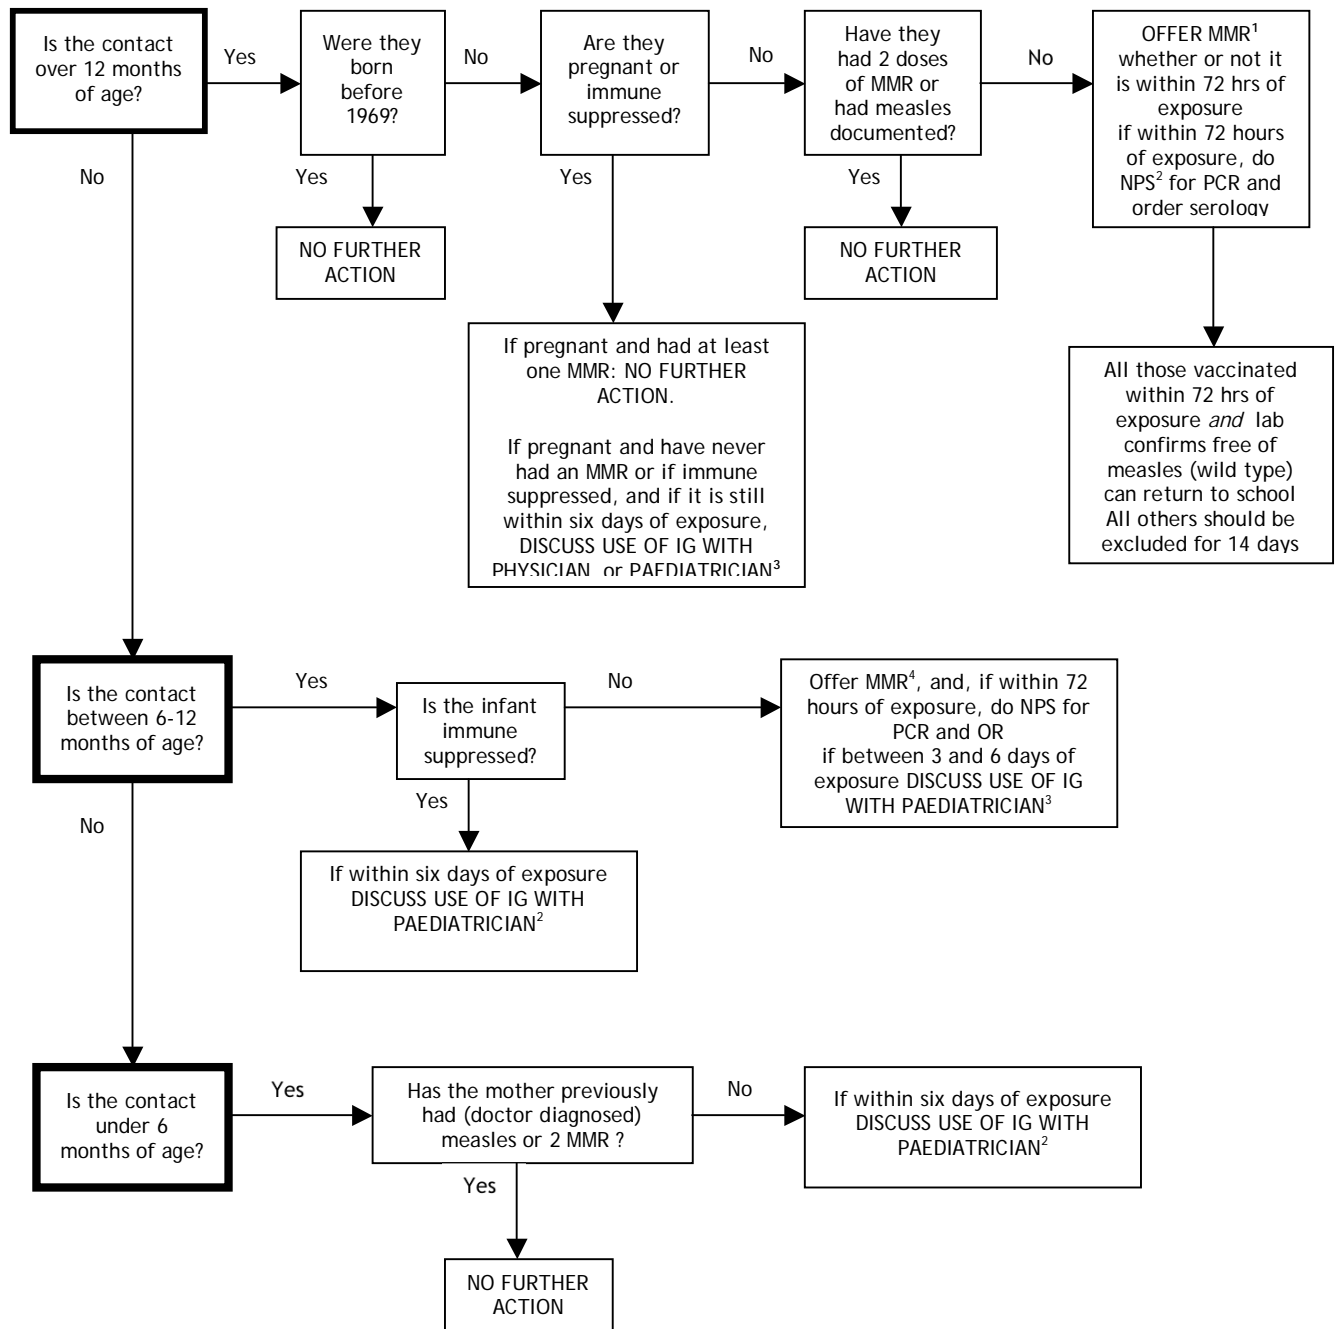 Is the contact
over 12 months
of age?
Yes
Were they
born
before
1969?
No
Are they
pregnant or
immune
suppressed?
No
Have they
had 2 doses
of MMR or
had measles
documented?
No
OFFER MMR¹
whether or not it
is within 72 hrs of
exposure
if within 72 hours
of exposure, do
NPS² for PCR and
order serology
No
Yes
NO FURTHER
ACTION
Yes
If pregnant and had at least
one MMR: NO FURTHER
ACTION.
If pregnant and have never
had an MMR or if immune
suppressed, and if it is still
within six days of exposure,
DISCUSS USE OF IG WITH
PHYSICIAN or PAEDIATRICIAN³
Yes
NO FURTHER
ACTION
All those vaccinated
within 72 hrs of
exposure and lab
confirms free of
measles (wild type)
can return to school
All others should be
excluded for 14 days
Is the contact
between 6-12
months of age?
Yes
Is the infant
immune
suppressed?
No
Offer MMR⁴, and, if within 72
hours of exposure, do NPS for
PCR and OR
if between 3 and 6 days of
exposure DISCUSS USE OF IG
WITH PAEDIATRICIAN³
No
Yes
If within six days of exposure
DISCUSS USE OF IG WITH
PAEDIATRICIAN²
Is the contact
under 6
months of age?
Yes
Has the mother previously
had (doctor diagnosed)
measles or 2 MMR ?
No
If within six days of exposure
DISCUSS USE OF IG WITH
PAEDIATRICIAN²
Yes
NO FURTHER
ACTION